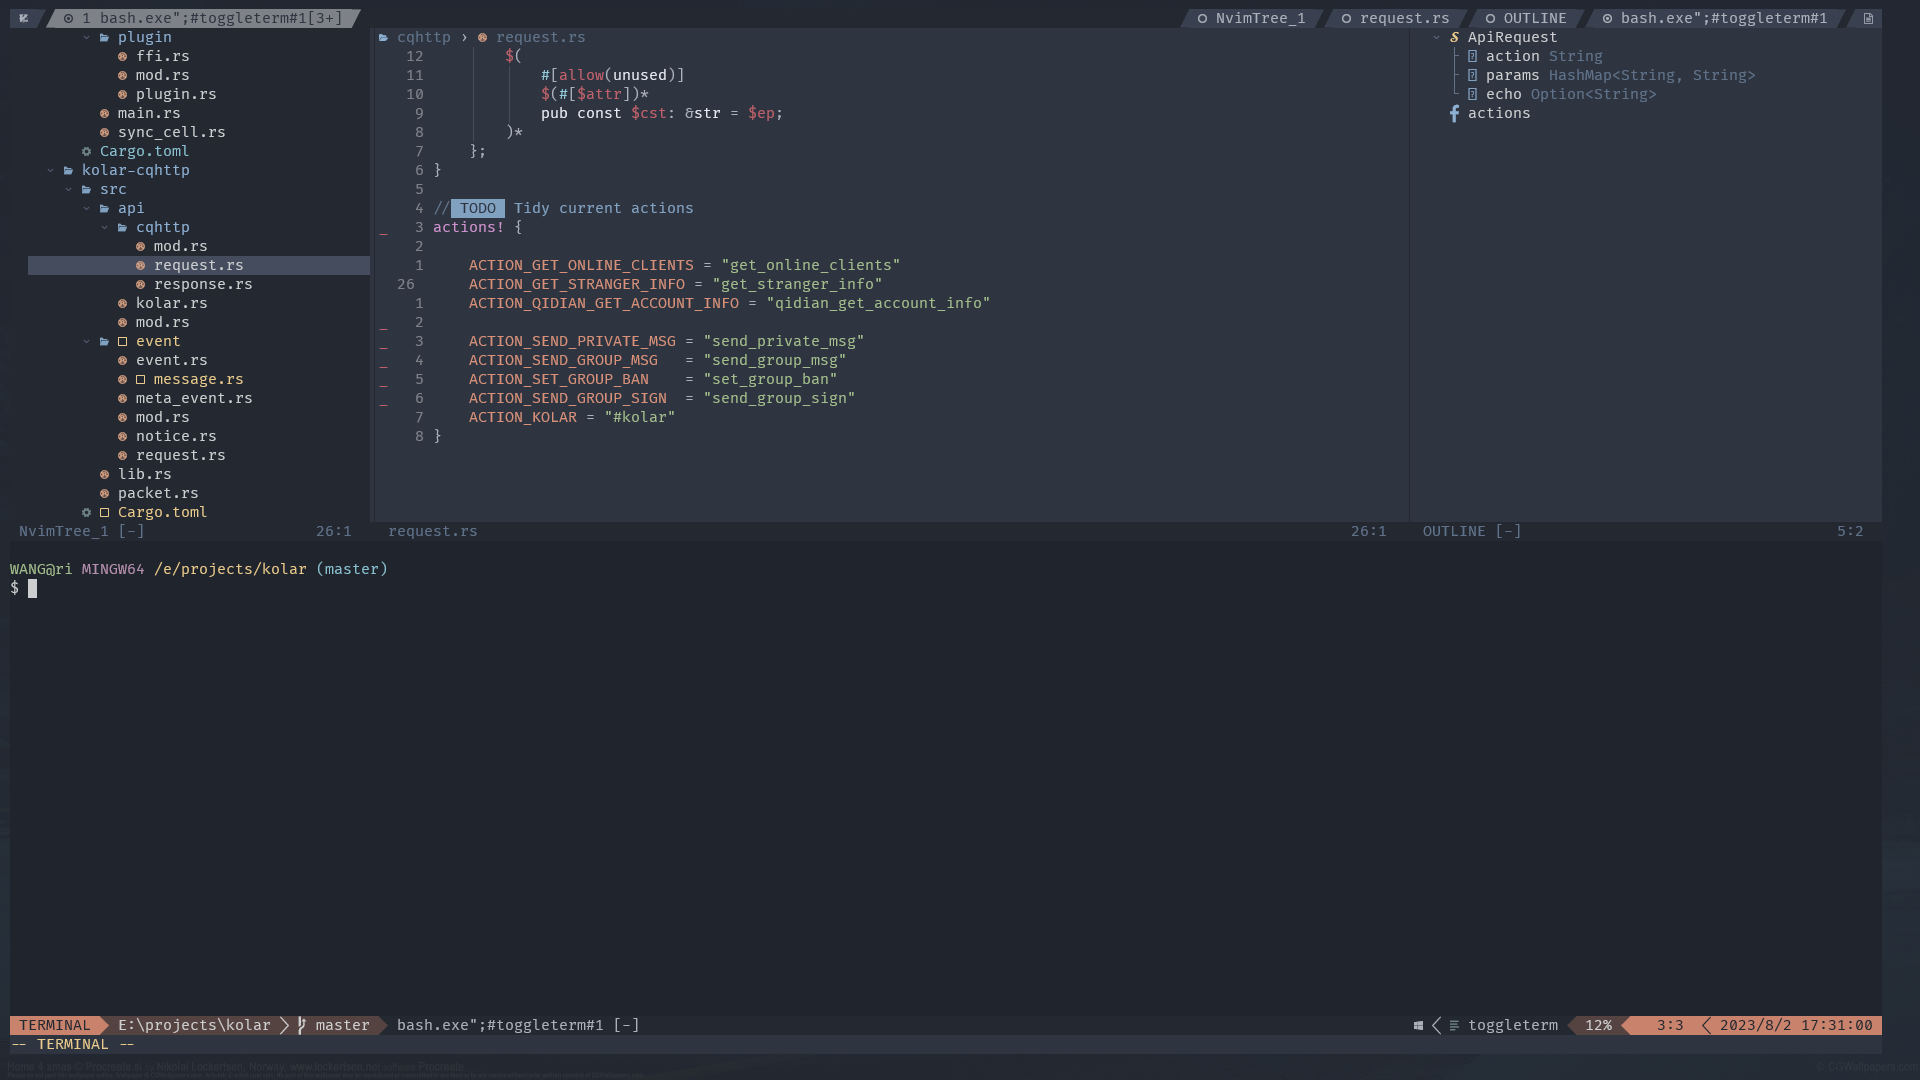 1 bash.exe";#toggleterm#1[3+] NvimTree_1 request.rs OUTLINE bash.exe";#toggleterm#1
plugin
ffi.rs
mod.rs
plugin.rs
main.rs
sync_cell.rs
Cargo.toml
kolar-cqhttp
src
api
cqhttp
mod.rs
request.rs
response.rs
kolar.rs
mod.rs
event
event.rs
message.rs
meta_event.rs
mod.rs
notice.rs
request.rs
lib.rs
packet.rs
Cargo.toml
NvimTree_1 [-] 26:1
cqhttp › request.rs
12 $(
11 #[allow(unused)]
10 $(#[$attr])*
9 pub const $cst: &str = $ep;
8 )*
7 };
6 }
5
4 // TODO Tidy current actions
3 actions! {
2
1 ACTION_GET_ONLINE_CLIENTS = "get_online_clients"
26 ACTION_GET_STRANGER_INFO = "get_stranger_info"
1 ACTION_QIDIAN_GET_ACCOUNT_INFO = "qidian_get_account_info"
2
3 ACTION_SEND_PRIVATE_MSG = "send_private_msg"
4 ACTION_SEND_GROUP_MSG = "send_group_msg"
5 ACTION_SET_GROUP_BAN = "set_group_ban"
6 ACTION_SEND_GROUP_SIGN = "send_group_sign"
7 ACTION_KOLAR = "#kolar"
8 }
request.rs 26:1
S ApiRequest
action String
params HashMap<String, String>
echo Option<String>
f actions
OUTLINE [-] 5:2
WANG@ri MINGW64 /e/projects/kolar (master)
$
TERMINAL E:\projects\kolar master bash.exe";#toggleterm#1 [-] toggleterm 12% 3:3 2023/8/2 17:31:00
-- TERMINAL --